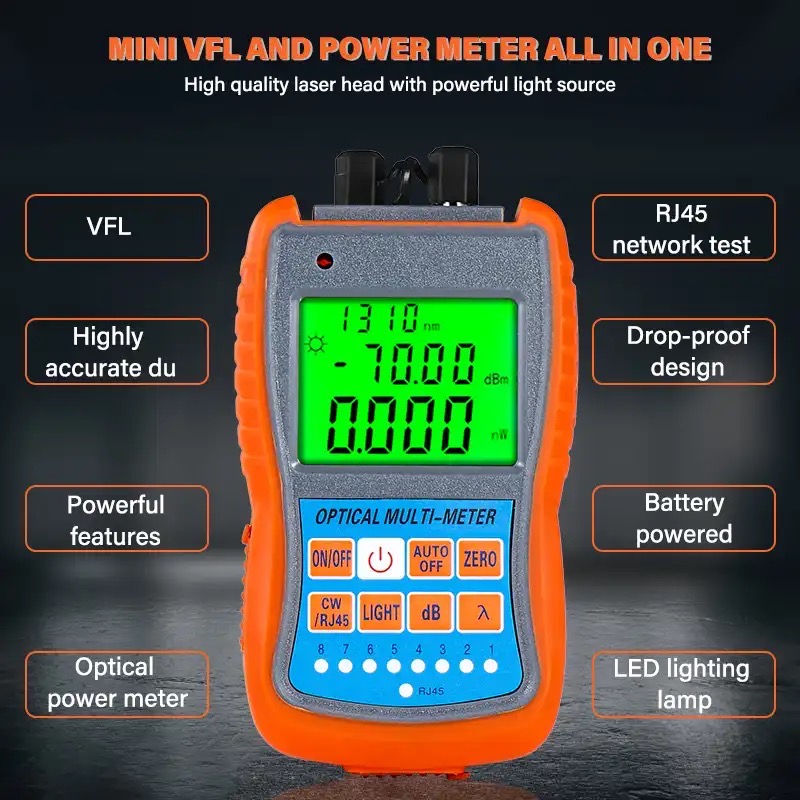 MINI VFL AND POWER METER ALL IN ONE
High quality laser head with powerful light source
VFL
RJ45
network test
Highly
accurate du
Drop-proof
design
Powerful
features
Battery
powered
Optical
power meter
LED lighting
lamp
1310 nm
-70.00 dBm
0.000 nW
OPTICAL MULTI-METER
ON/OFF
AUTO
OFF
ZERO
CW
/RJ45
LIGHT
dB
λ
8 7 6 5 4 3 2 1
RJ45